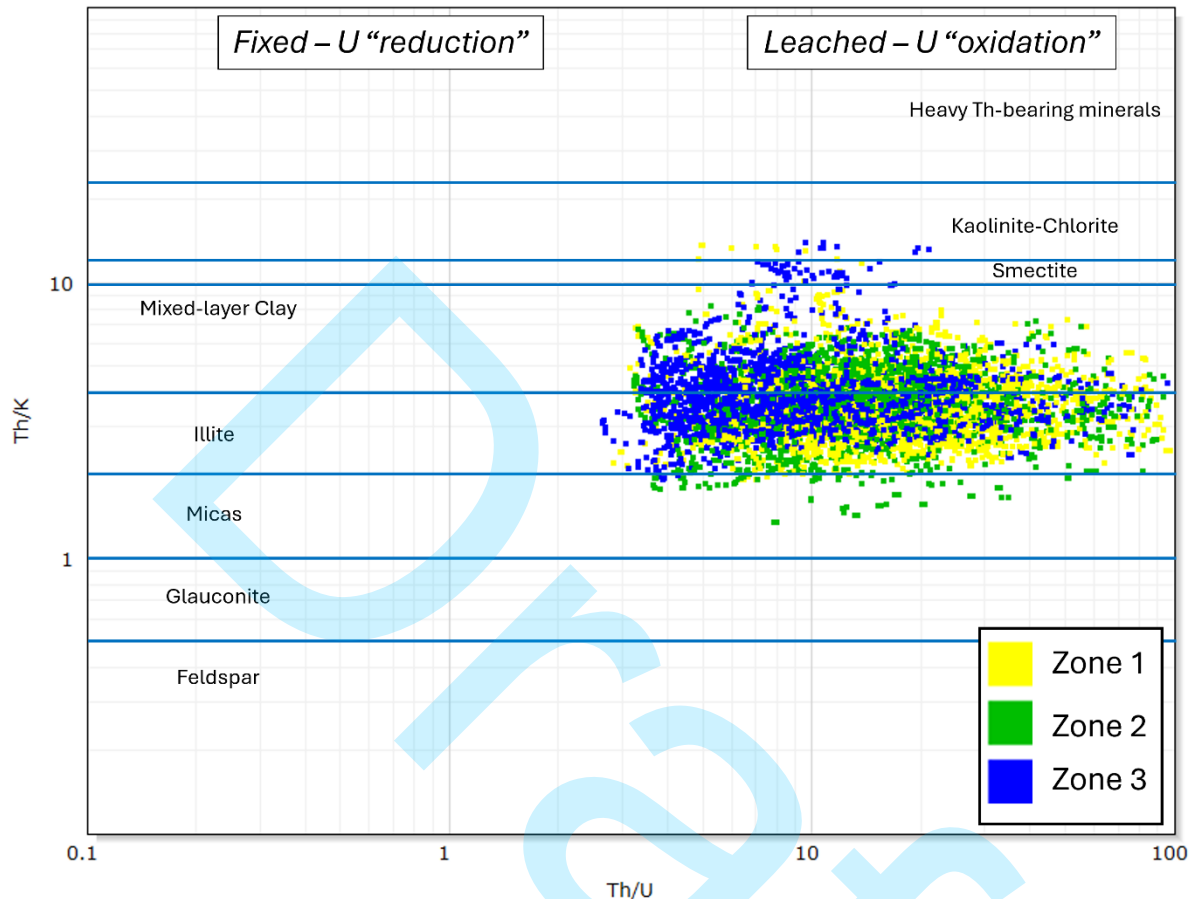 Fixed – U “reduction”
Leached – U “oxidation”
Heavy Th-bearing minerals
Kaolinite-Chlorite
Smectite
10
Mixed-layer Clay
Th/K
Illite
Micas
1
Glauconite
Feldspar
Zone 1
Zone 2
Zone 3
0.1
1
10
100
Th/U
Dra